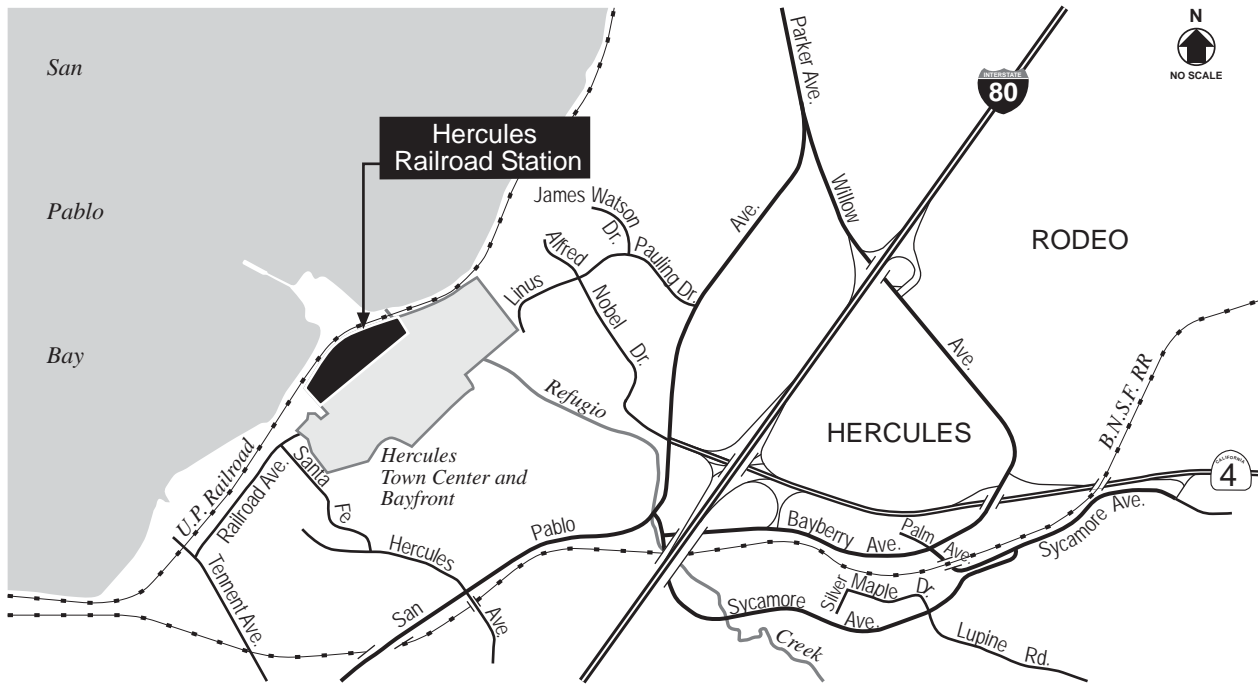 San
Pablo
Bay
Hercules
Railroad Station
N
NO SCALE
INTERSTATE
80
RODEO
HERCULES
CALIFORNIA
4
Parker Ave.
Willow
Ave.
San
Pablo
Ave.
James Watson
Dr.
Alfred
Nobel
Dr.
Linus
Pauling Dr.
Refugio
Creek
Hercules
Town Center and
Bayfront
U.P. Railroad
Railroad Ave.
Santa
Fe
Hercules
Ave.
Tennent Ave.
B.N.S.F. RR
Bayberry
Ave.
Palm
Ave.
Sycamore Ave.
Sycamore
Ave.
Silver
Maple
Dr.
Lupine
Rd.